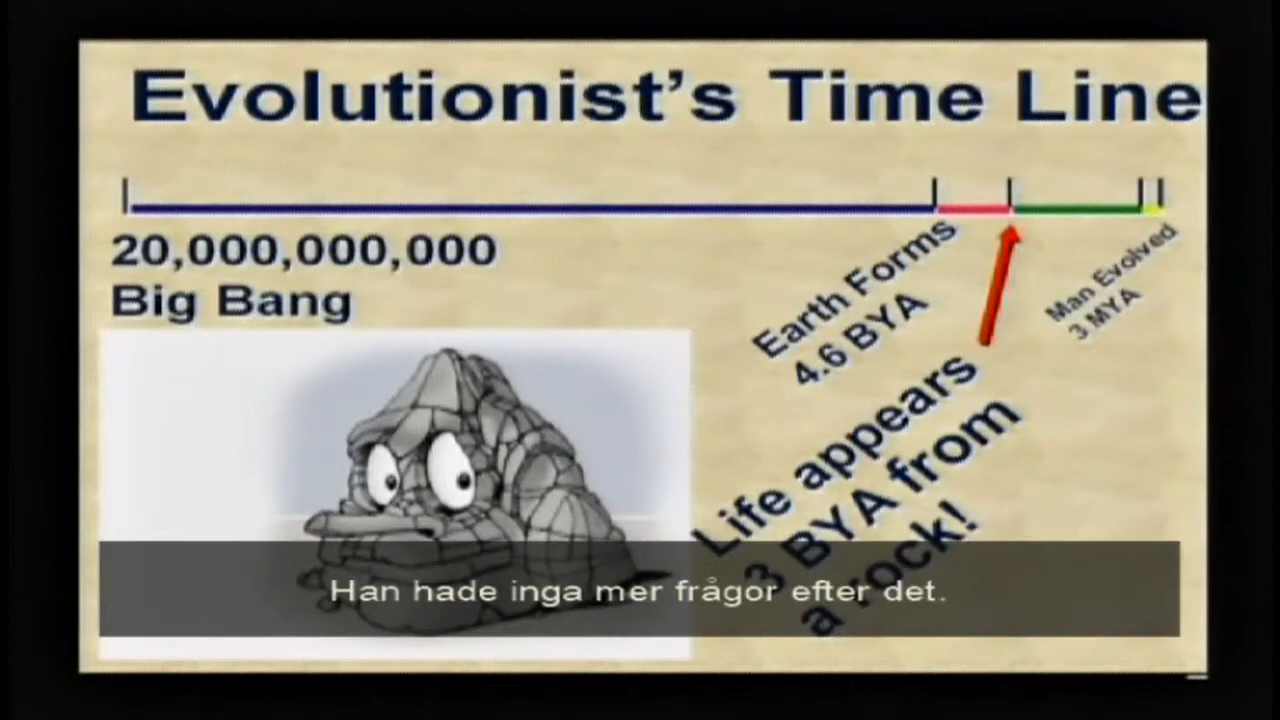 Evolutionist’s Time Line
20,000,000,000
Big Bang
Earth Forms
4.6 BYA
Life appears
3 BYA from
a rock!
Man Evolved
3 MYA
Han hade inga mer frågor efter det.